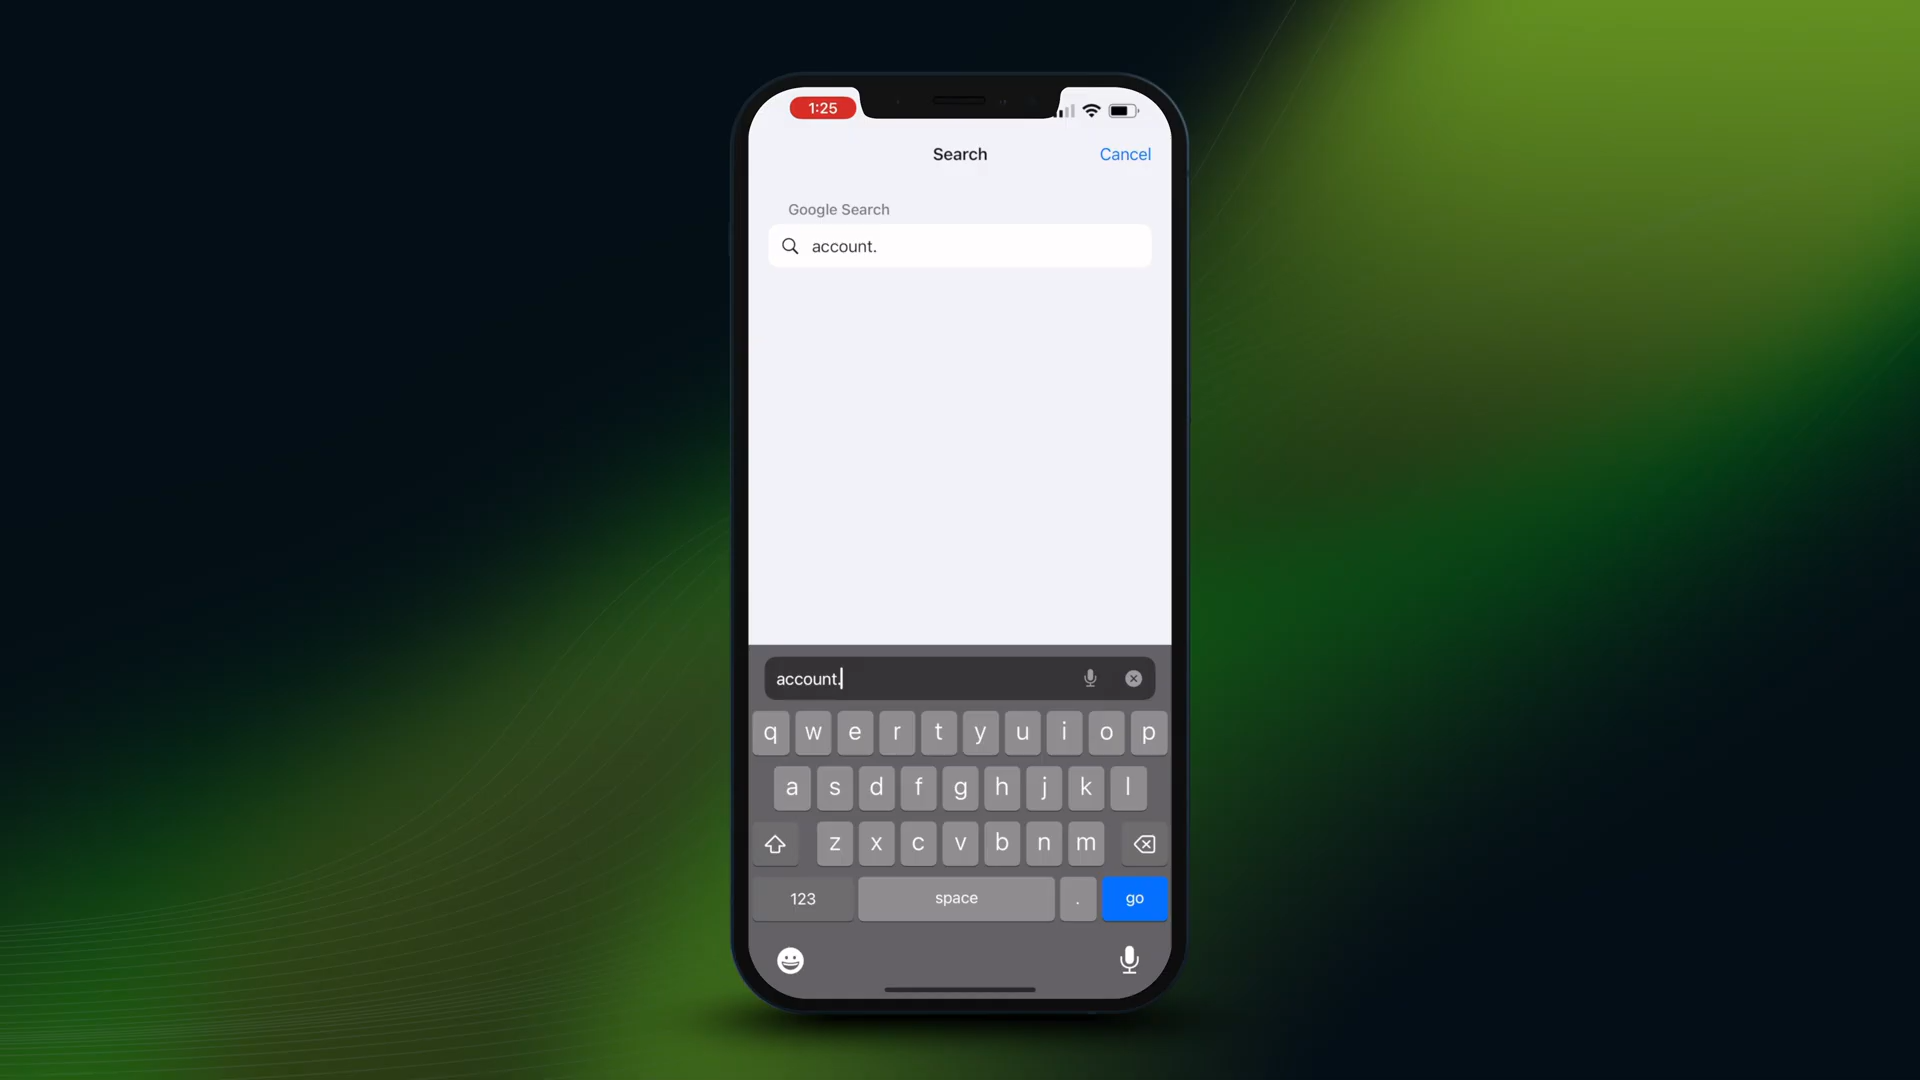 1:25
Search
Cancel
Google Search
account.
account.
q w e r t y u i o p
a s d f g h j k l
z x c v b n m
123 space . go